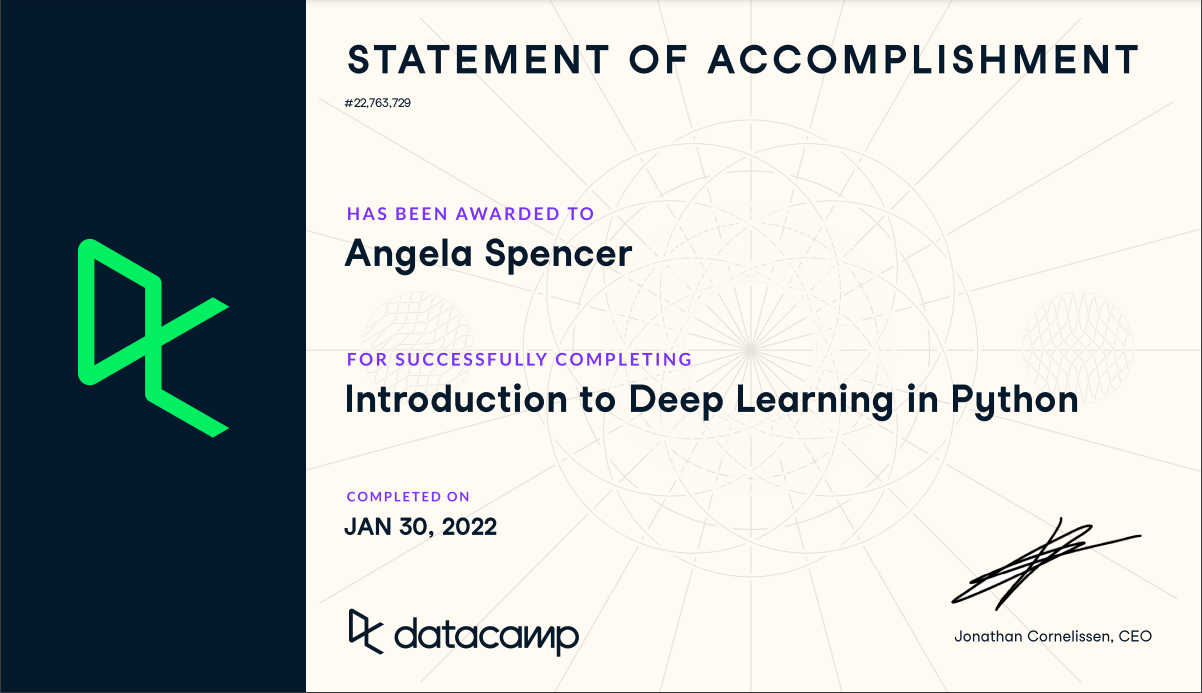 STATEMENT OF ACCOMPLISHMENT
#22,763,729
HAS BEEN AWARDED TO
Angela Spencer
FOR SUCCESSFULLY COMPLETING
Introduction to Deep Learning in Python
COMPLETED ON
JAN 30, 2022
datacamp
Jonathan Cornelissen, CEO